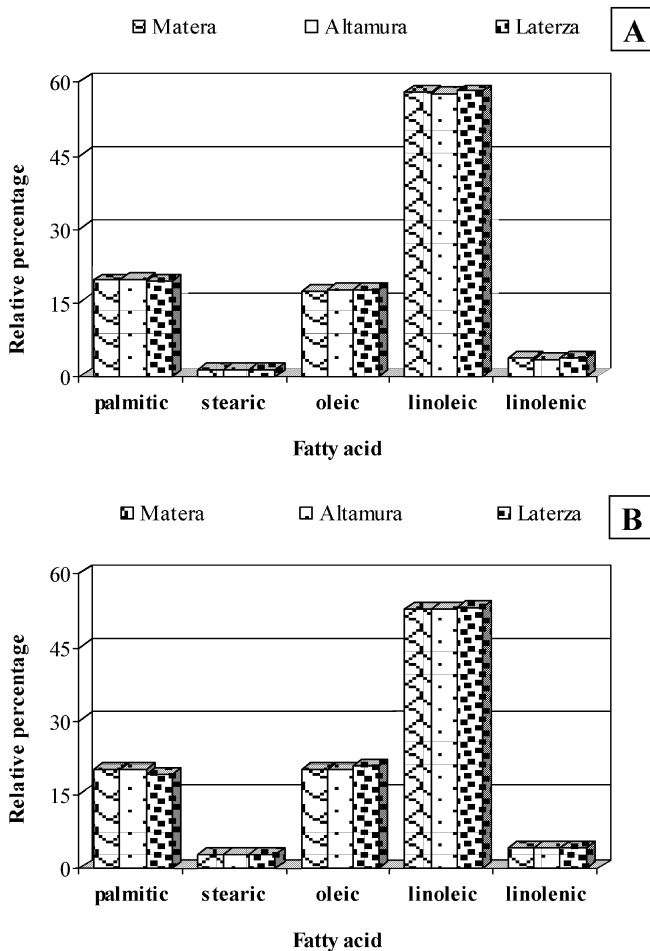 Matera Altamura Laterza A
60
45
30
15
0
Relative percentage
palmitic stearic oleic linoleic linolenic
Fatty acid
Matera Altamura Laterza B
60
45
30
15
0
Relative percentage
palmitic stearic oleic linoleic linolenic
Fatty acid